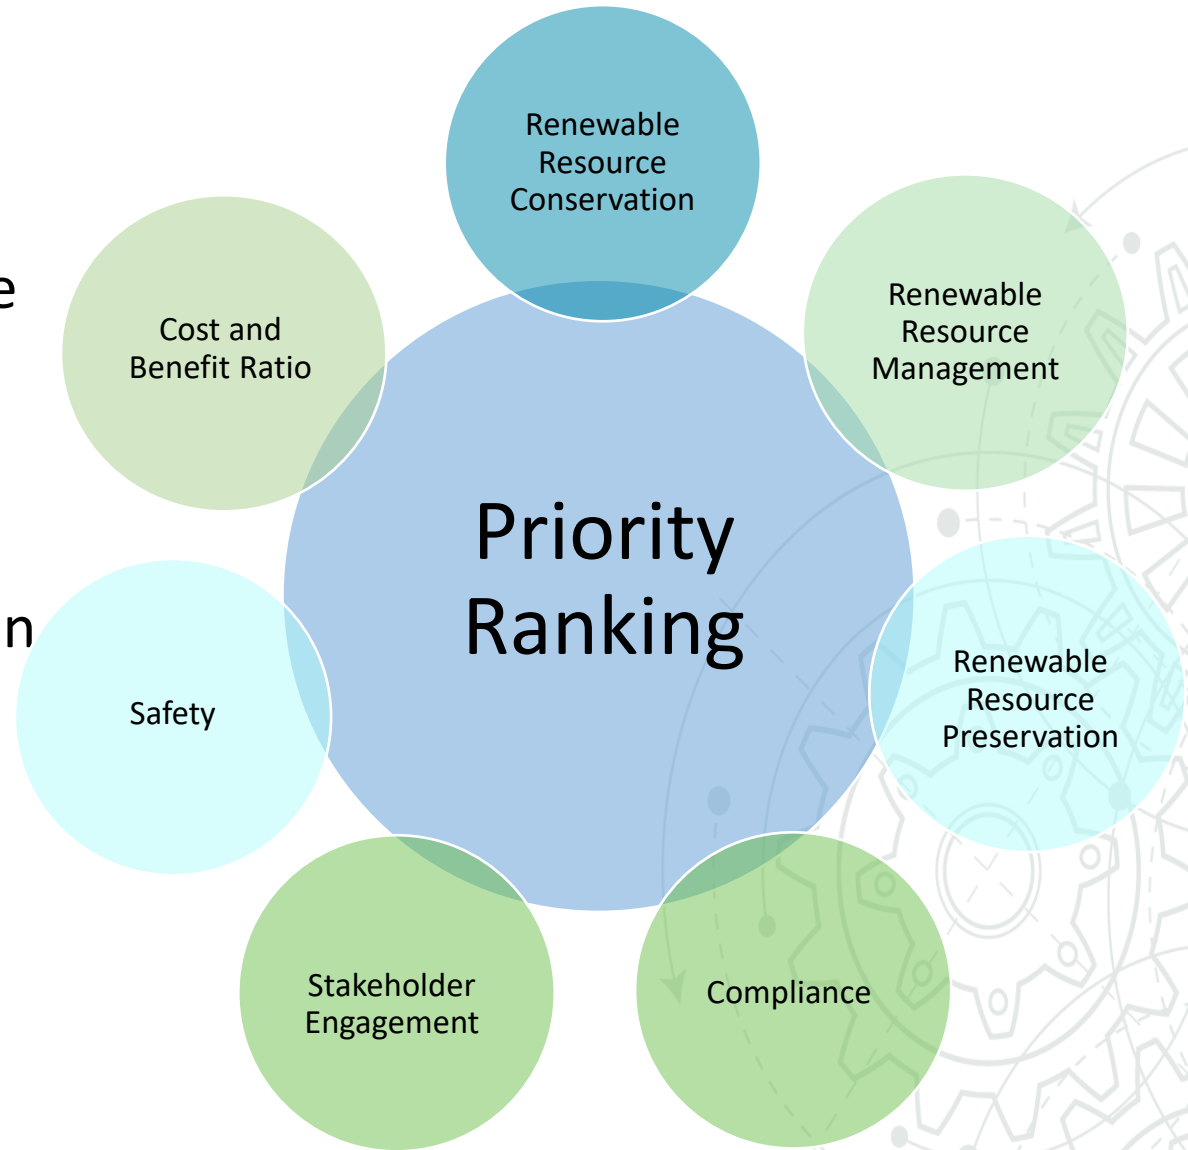 Renewable
Resource
Conservation
Renewable
Resource
Management
e
Cost and
Benefit Ratio
Priority
Ranking
n
Safety
Renewable
Resource
Preservation
Stakeholder
Engagement
Compliance